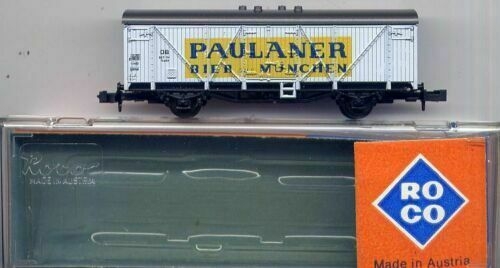 DB
PAULANER
BIER MÜNCHEN
Roco
MADE IN AUSTRIA
RO
CO
Made in Austria